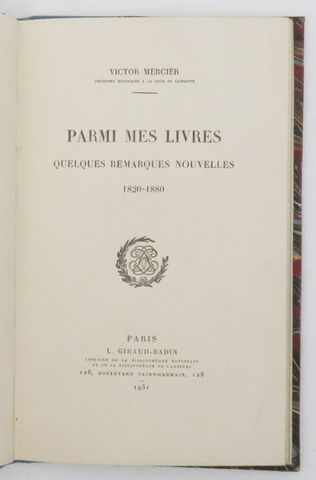 VICTOR MERCIER
PRÉSIDENT HONORAIRE A LA COUR DE CASSATION
PARMI MES LIVRES
QUELQUES REMARQUES NOUVELLES
1820-1880
PARIS
L. GIRAUD-BADIN
LIBRAIRE DE LA BIBLIOTHÈQUE NATIONALE
ET DE LA BIBLIOTHÈQUE DE L'ARSENAL
128, BOULEVARD SAINT-GERMAIN, 128
1931